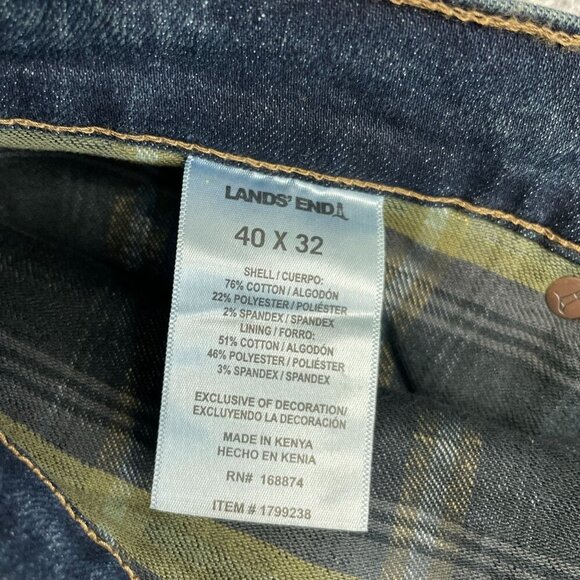 LANDS' END
40 X 32
SHELL / CUERPO:
76% COTTON / ALGODÓN
22% POLYESTER / POLIÉSTER
2% SPANDEX / SPANDEX
LINING / FORRO:
51% COTTON / ALGODÓN
46% POLYESTER / POLIÉSTER
3% SPANDEX / SPANDEX
EXCLUSIVE OF DECORATION/
EXCLUYENDO LA DECORACIÓN
MADE IN KENYA
HECHO EN KENIA
RN# 168874
ITEM # 1799238